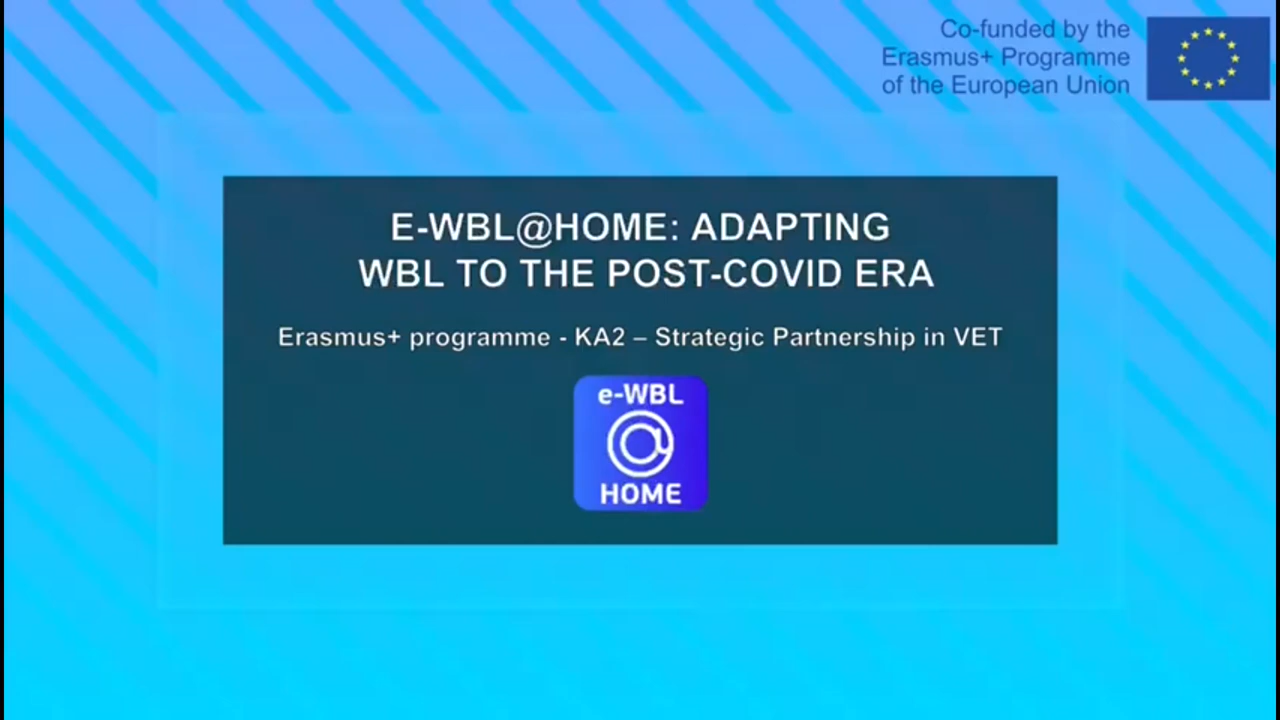 Co-funded by the
Erasmus+ Programme
of the European Union
E-WBL@HOME: ADAPTING
WBL TO THE POST-COVID ERA
Erasmus+ programme - KA2 – Strategic Partnership in VET
e-WBL
@
HOME